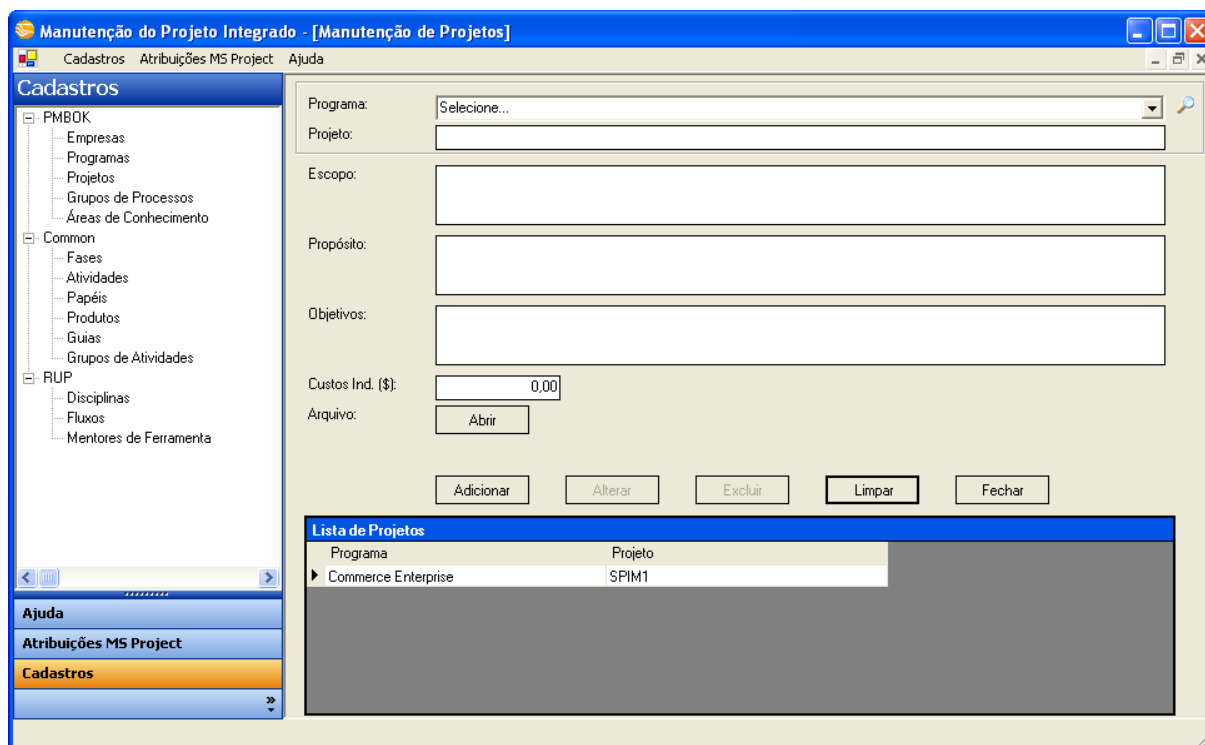 Manutenção do Projeto Integrado - [Manutenção de Projetos]
Cadastros Atribuições MS Project Ajuda
Cadastros
PMBOK
Empresas
Programas
Projetos
Grupos de Processos
Áreas de Conhecimento
Common
Fases
Atividades
Papéis
Produtos
Guias
Grupos de Atividades
RUP
Disciplinas
Fluxos
Mentores de Ferramenta
Ajuda
Atribuições MS Project
Cadastros
Programa: Selecione...
Projeto:
Escopo:
Propósito:
Objetivos:
Custos Ind. ($): 0,00
Arquivo: Abrir
Adicionar Alterar Excluir Limpar Fechar
Lista de Projetos
Programa Projeto
Commerce Enterprise SPIM1